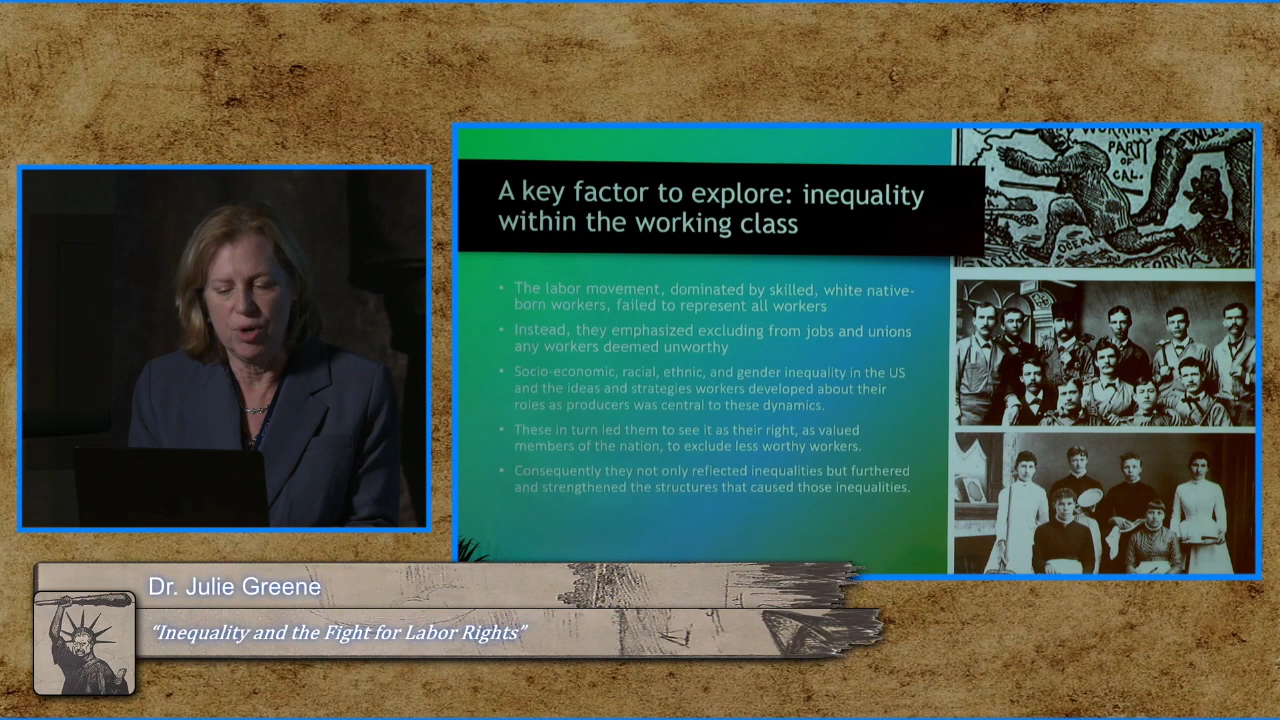 A key factor to explore: inequality
within the working class
• The labor movement, dominated by skilled, white native-
born workers, failed to represent all workers
• Instead, they emphasized excluding from jobs and unions
any workers deemed unworthy
• Socio-economic, racial, ethnic, and gender inequality in the US
and the ideas and strategies workers developed about their
roles as producers was central to these dynamics.
• These in turn led them to see it as their right, as valued
members of the nation, to exclude less worthy workers.
• Consequently they not only reflected inequalities but furthered
and strengthened the structures that caused those inequalities.
PARTY
OF
CAL.
OCEAN
Dr. Julie Greene
“Inequality and the Fight for Labor Rights”